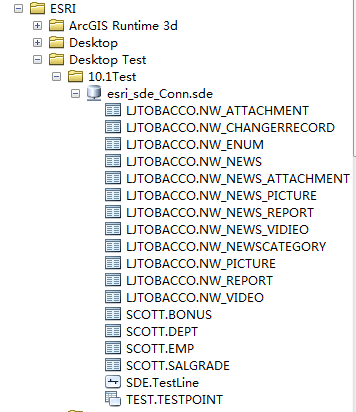 ESRI
ArcGIS Runtime 3d
Desktop
Desktop Test
10.1Test
esri_sde_Conn.sde
LJTOBACCO.NW_ATTACHMENT
LJTOBACCO.NW_CHANGERRECORD
LJTOBACCO.NW_ENUM
LJTOBACCO.NW_NEWS
LJTOBACCO.NW_NEWS_ATTACHMENT
LJTOBACCO.NW_NEWS_PICTURE
LJTOBACCO.NW_NEWS_REPORT
LJTOBACCO.NW_NEWS_VIDIEO
LJTOBACCO.NW_NEWSCATEGORY
LJTOBACCO.NW_PICTURE
LJTOBACCO.NW_REPORT
LJTOBACCO.NW_VIDEO
SCOTT.BONUS
SCOTT.DEPT
SCOTT.EMP
SCOTT.SALGRADE
SDE.TestLine
TEST.TESTPOINT